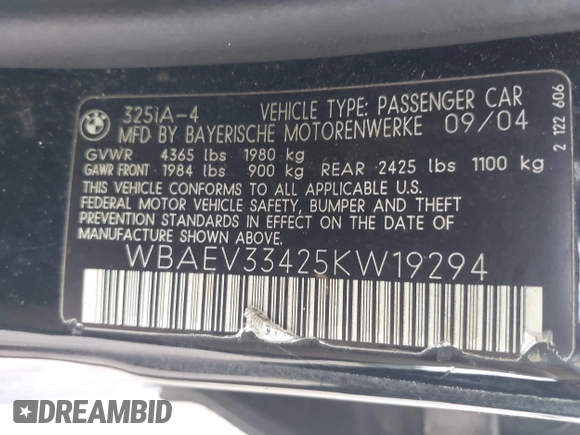 BMW
325iA-4 VEHICLE TYPE: PASSENGER CAR
MFD BY BAYERISCHE MOTORENWERKE 09/04
GVWR 4365 lbs 1980 kg
GAWR FRONT 1984 lbs 900 kg REAR 2425 lbs 1100 kg
THIS VEHICLE CONFORMS TO ALL APPLICABLE U.S.
FEDERAL MOTOR VEHICLE SAFETY, BUMPER AND THEFT
PREVENTION STANDARDS IN EFFECT ON THE DATE OF
MANUFACTURE SHOWN ABOVE.
WBAEV33425KW19294
2 122 606
DREAMBID